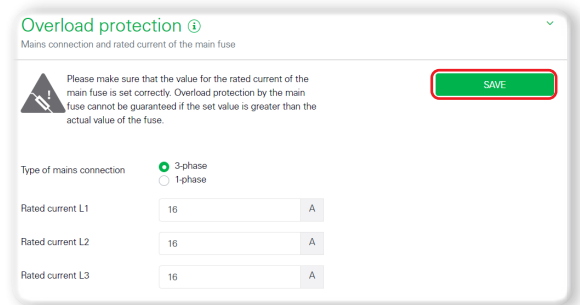 Overload protection
Mains connection and rated current of the main fuse
Please make sure that the value for the rated current of the
main fuse is set correctly. Overload protection by the main
fuse cannot be guaranteed if the set value is greater than the
actual value of the fuse.
SAVE
Type of mains connection
3-phase
1-phase
Rated current L1
16 A
Rated current L2
16 A
Rated current L3
16 A